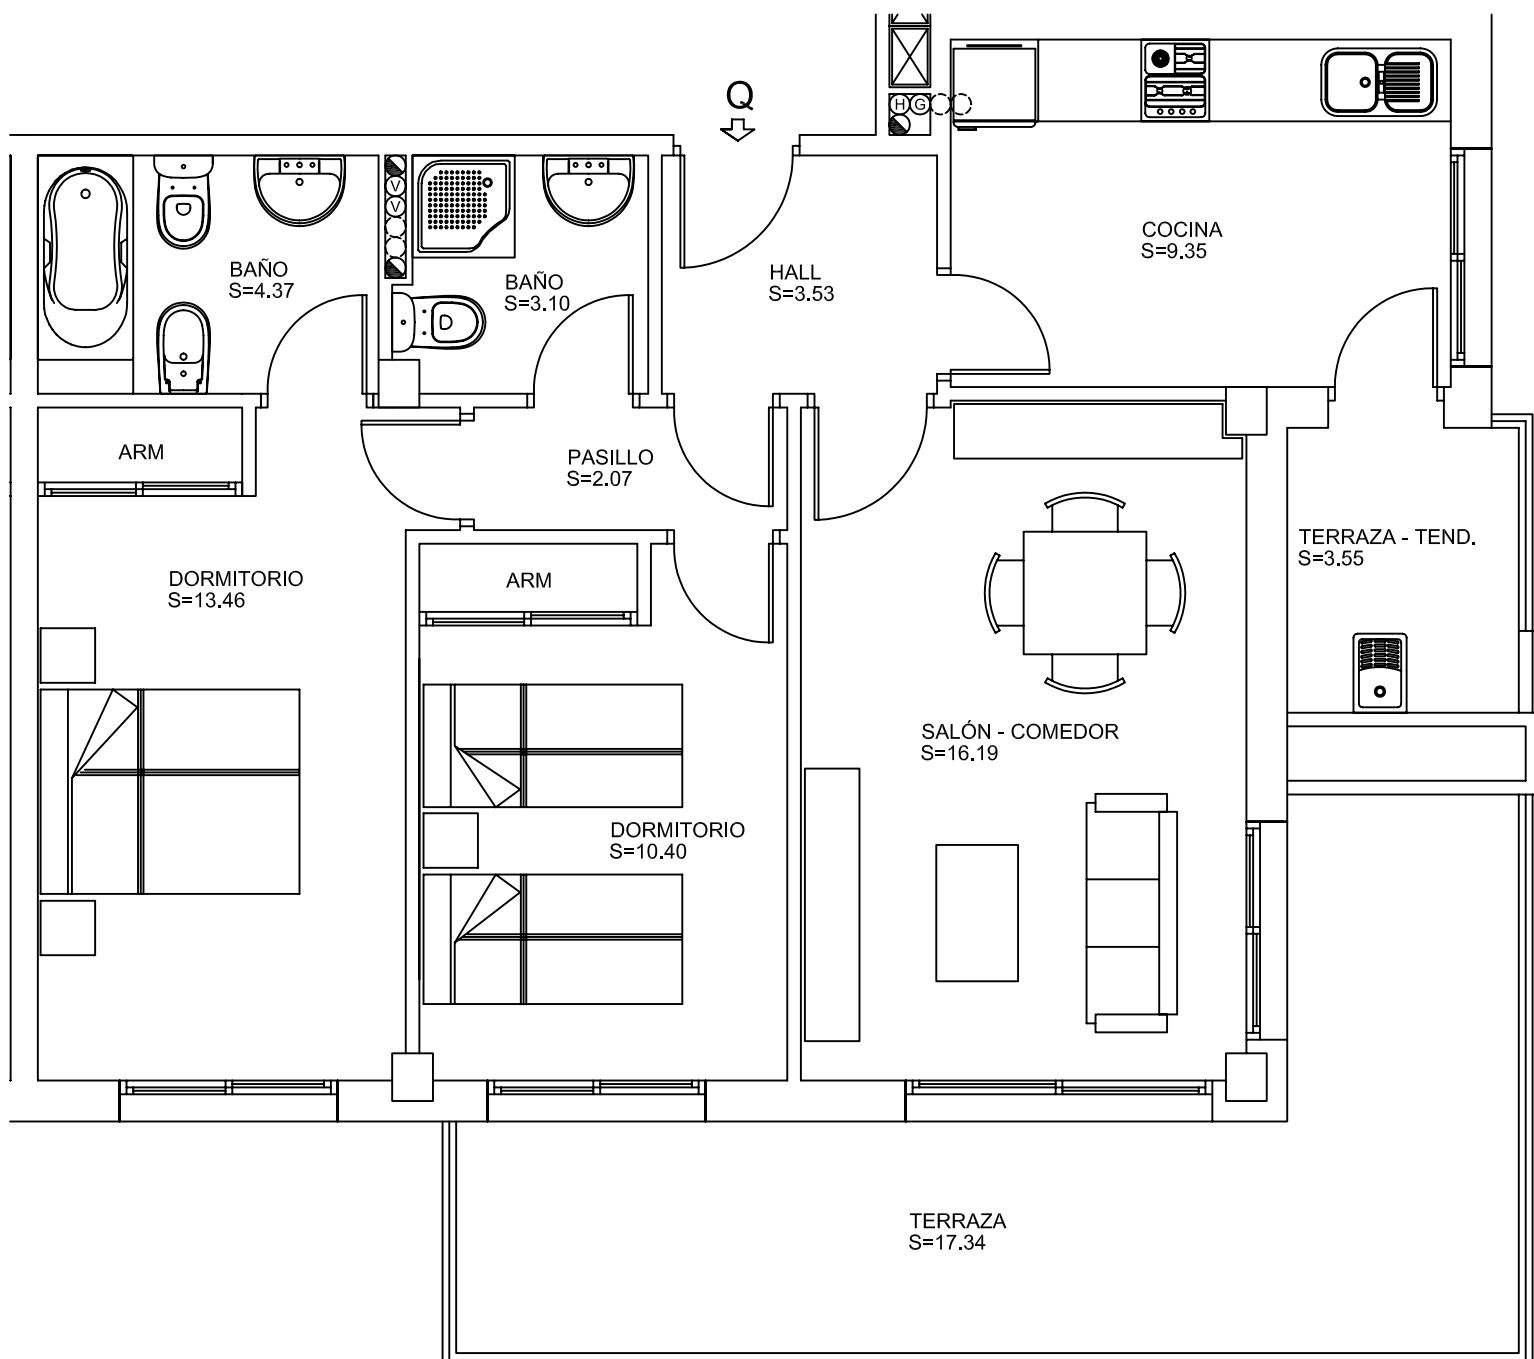 Q
H G
V
V
COCINA
S=9.35
BAÑO
S=4.37
BAÑO
S=3.10
HALL
S=3.53
ARM
PASILLO
S=2.07
TERRAZA - TEND.
S=3.55
DORMITORIO
S=13.46
ARM
SALÓN - COMEDOR
S=16.19
DORMITORIO
S=10.40
TERRAZA
S=17.34